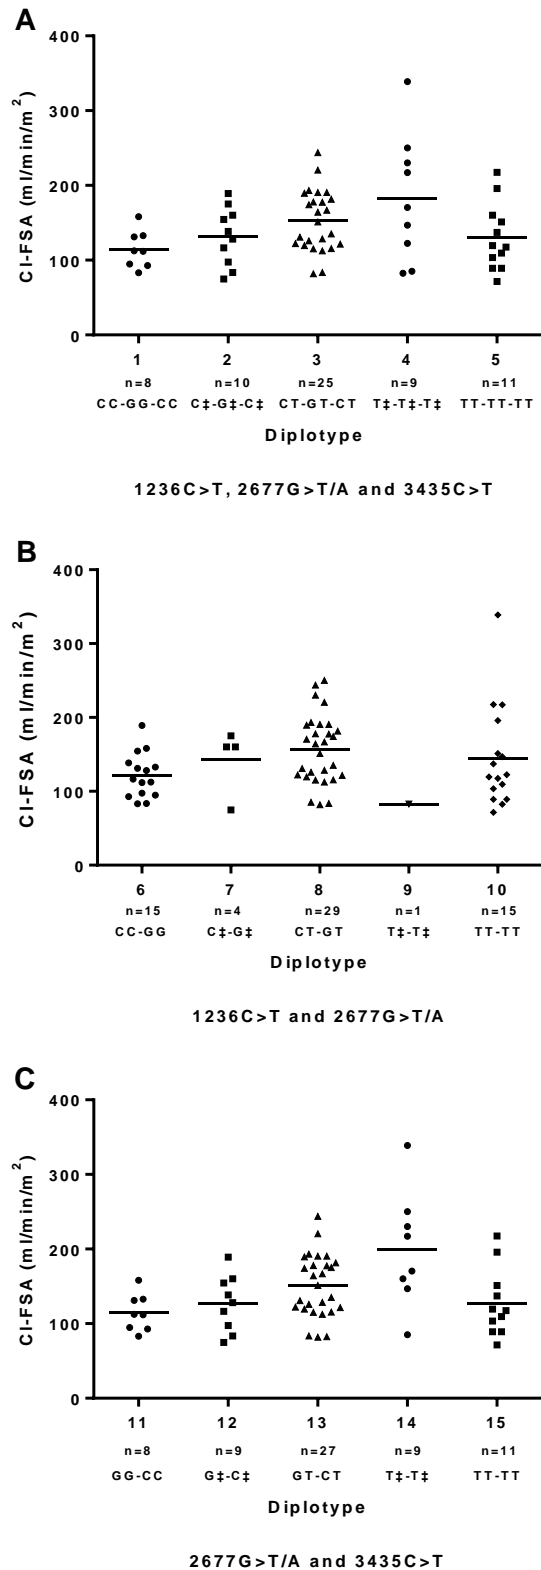 A
400
300
200
100
0
Cl-FSA (ml/min/m²)
1 2 3 4 5
n=8 n=10 n=25 n=9 n=11
CC-GG-CC C‡-G‡-C‡ CT-GT-CT T‡-T‡-T‡ TT-TT-TT
Diplotype
1236C>T, 2677G>T/A and 3435C>T
B
400
300
200
100
0
Cl-FSA (ml/min/m²)
6 7 8 9 10
n=15 n=4 n=29 n=1 n=15
CC-GG C‡-G‡ CT-GT T‡-T‡ TT-TT
Diplotype
1236C>T and 2677G>T/A
C
400
300
200
100
0
Cl-FSA (ml/min/m²)
11 12 13 14 15
n=8 n=9 n=27 n=9 n=11
GG-CC G‡-C‡ GT-CT T‡-T‡ TT-TT
Diplotype
2677G>T/A and 3435C>T